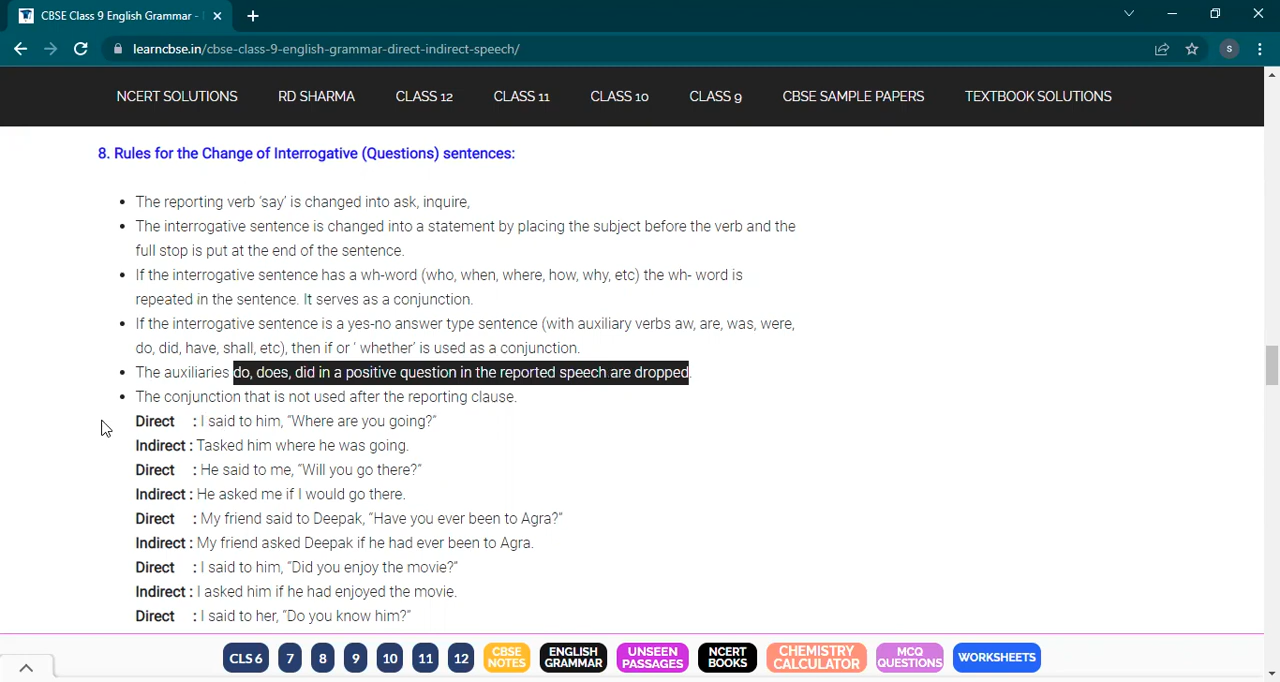 CBSE Class 9 English Grammar -
learncbse.in/cbse-class-9-english-grammar-direct-indirect-speech/
S
NCERT SOLUTIONS RD SHARMA CLASS 12 CLASS 11 CLASS 10 CLASS 9 CBSE SAMPLE PAPERS TEXTBOOK SOLUTIONS
8. Rules for the Change of Interrogative (Questions) sentences:
• The reporting verb ‘say’ is changed into ask, inquire,
• The interrogative sentence is changed into a statement by placing the subject before the verb and the
full stop is put at the end of the sentence.
• If the interrogative sentence has a wh-word (who, when, where, how, why, etc) the wh- word is
repeated in the sentence. It serves as a conjunction.
• If the interrogative sentence is a yes-no answer type sentence (with auxiliary verbs aw, are, was, were,
do, did, have, shall, etc), then if or ‘ whether’ is used as a conjunction.
• The auxiliaries do, does, did in a positive question in the reported speech are dropped.
• The conjunction that is not used after the reporting clause.
Direct : I said to him, “Where are you going?”
Indirect : Tasked him where he was going.
Direct : He said to me, “Will you go there?”
Indirect : He asked me if I would go there.
Direct : My friend said to Deepak, “Have you ever been to Agra?”
Indirect : My friend asked Deepak if he had ever been to Agra.
Direct : I said to him, “Did you enjoy the movie?”
Indirect : I asked him if he had enjoyed the movie.
Direct : I said to her, “Do you know him?”
CLS 6 7 8 9 10 11 12 CBSE NOTES ENGLISH GRAMMAR UNSEEN PASSAGES NCERT BOOKS CHEMISTRY CALCULATOR MCQ QUESTIONS WORKSHEETS